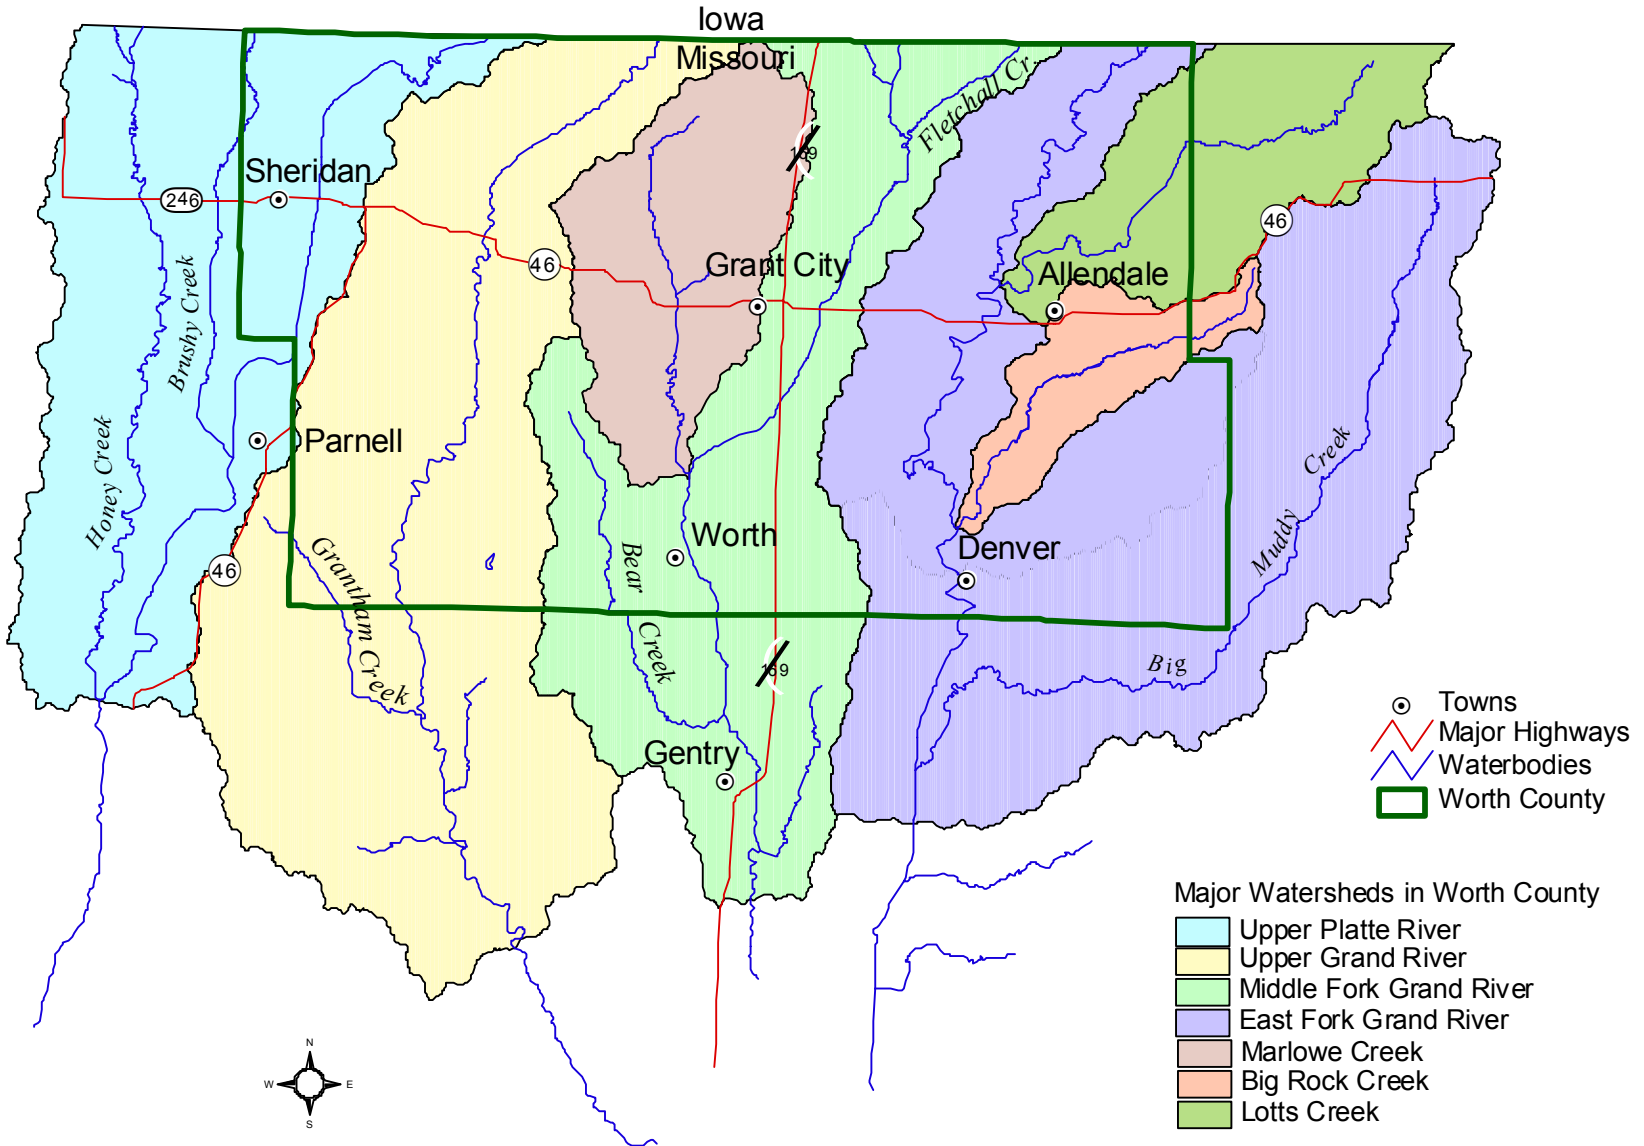 Iowa
Missouri
Fletchall Cr.
169
Sheridan
246
46
46
Grant City
Allendale
Brushy Creek
Honey Creek
Parnell
Creek
Muddy
Big
Worth
Bear
Creek
Denver
46
Grantham Creek
169
Gentry
Towns
Major Highways
Waterbodies
Worth County
Major Watersheds in Worth County
Upper Platte River
Upper Grand River
Middle Fork Grand River
East Fork Grand River
Marlowe Creek
Big Rock Creek
Lotts Creek
N
W E
S